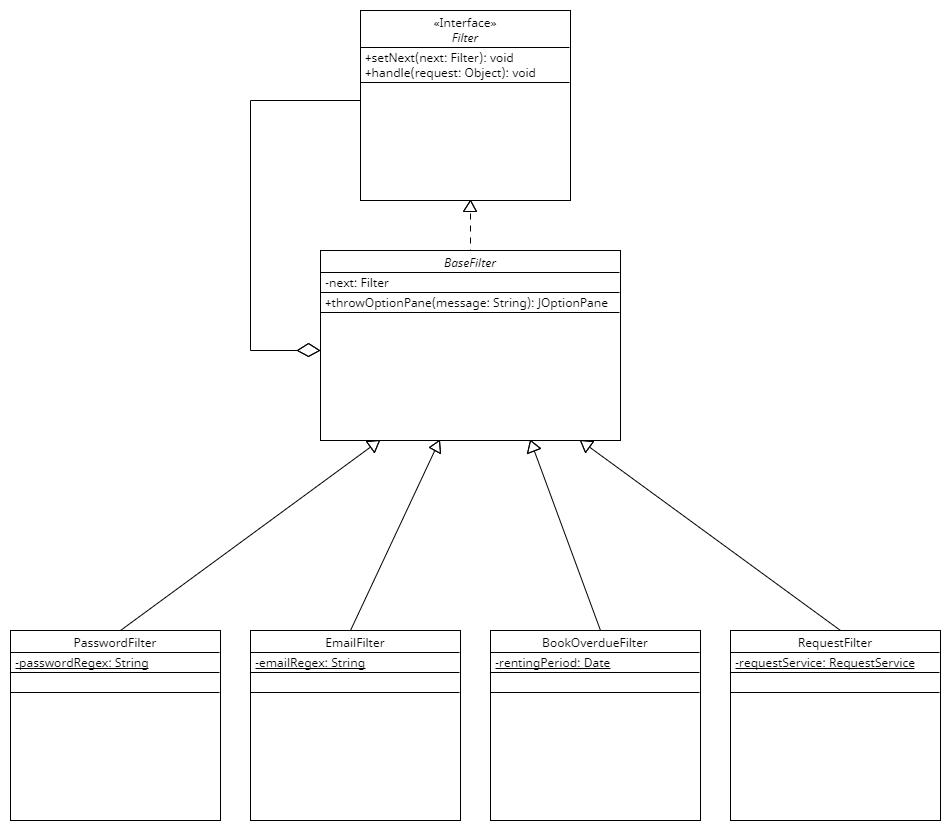 «Interface»
Filter
+setNext(next: Filter): void
+handle(request: Object): void
BaseFilter
-next: Filter
+throwOptionPane(message: String): JOptionPane
PasswordFilter
-passwordRegex: String
EmailFilter
-emailRegex: String
BookOverdueFilter
-rentingPeriod: Date
RequestFilter
-requestService: RequestService